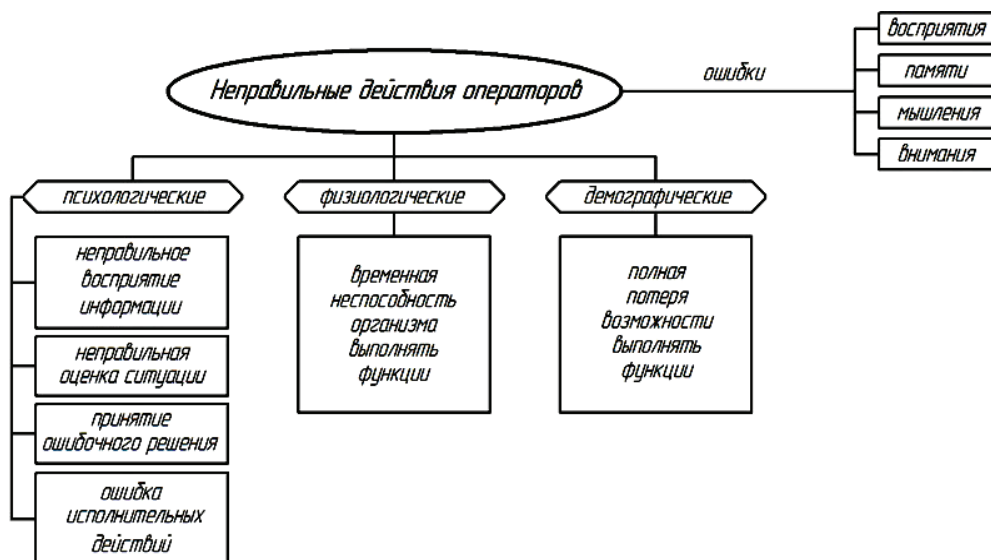 Неправильные действия операторов
ошибки
восприятия
памяти
мышления
внимания
психологические
неправильное
восприятие
информации
неправильная
оценка ситуации
принятие
ошибочного решения
ошибка
исполнительных
действий
физиологические
временная
неспособность
организма
выполнять
функции
демографические
полная
потеря
возможности
выполнять
функции